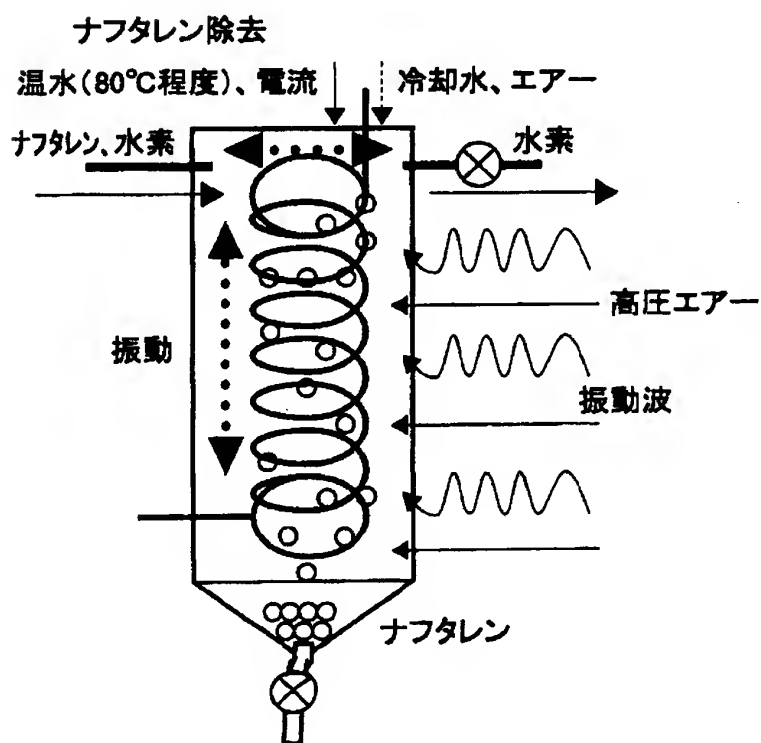 ナフタレン除去
温水(80℃程度)、電流
冷却水、エアー
ナフタレン、水素
水素
高圧エアー
振動
振動波
ナフタレン